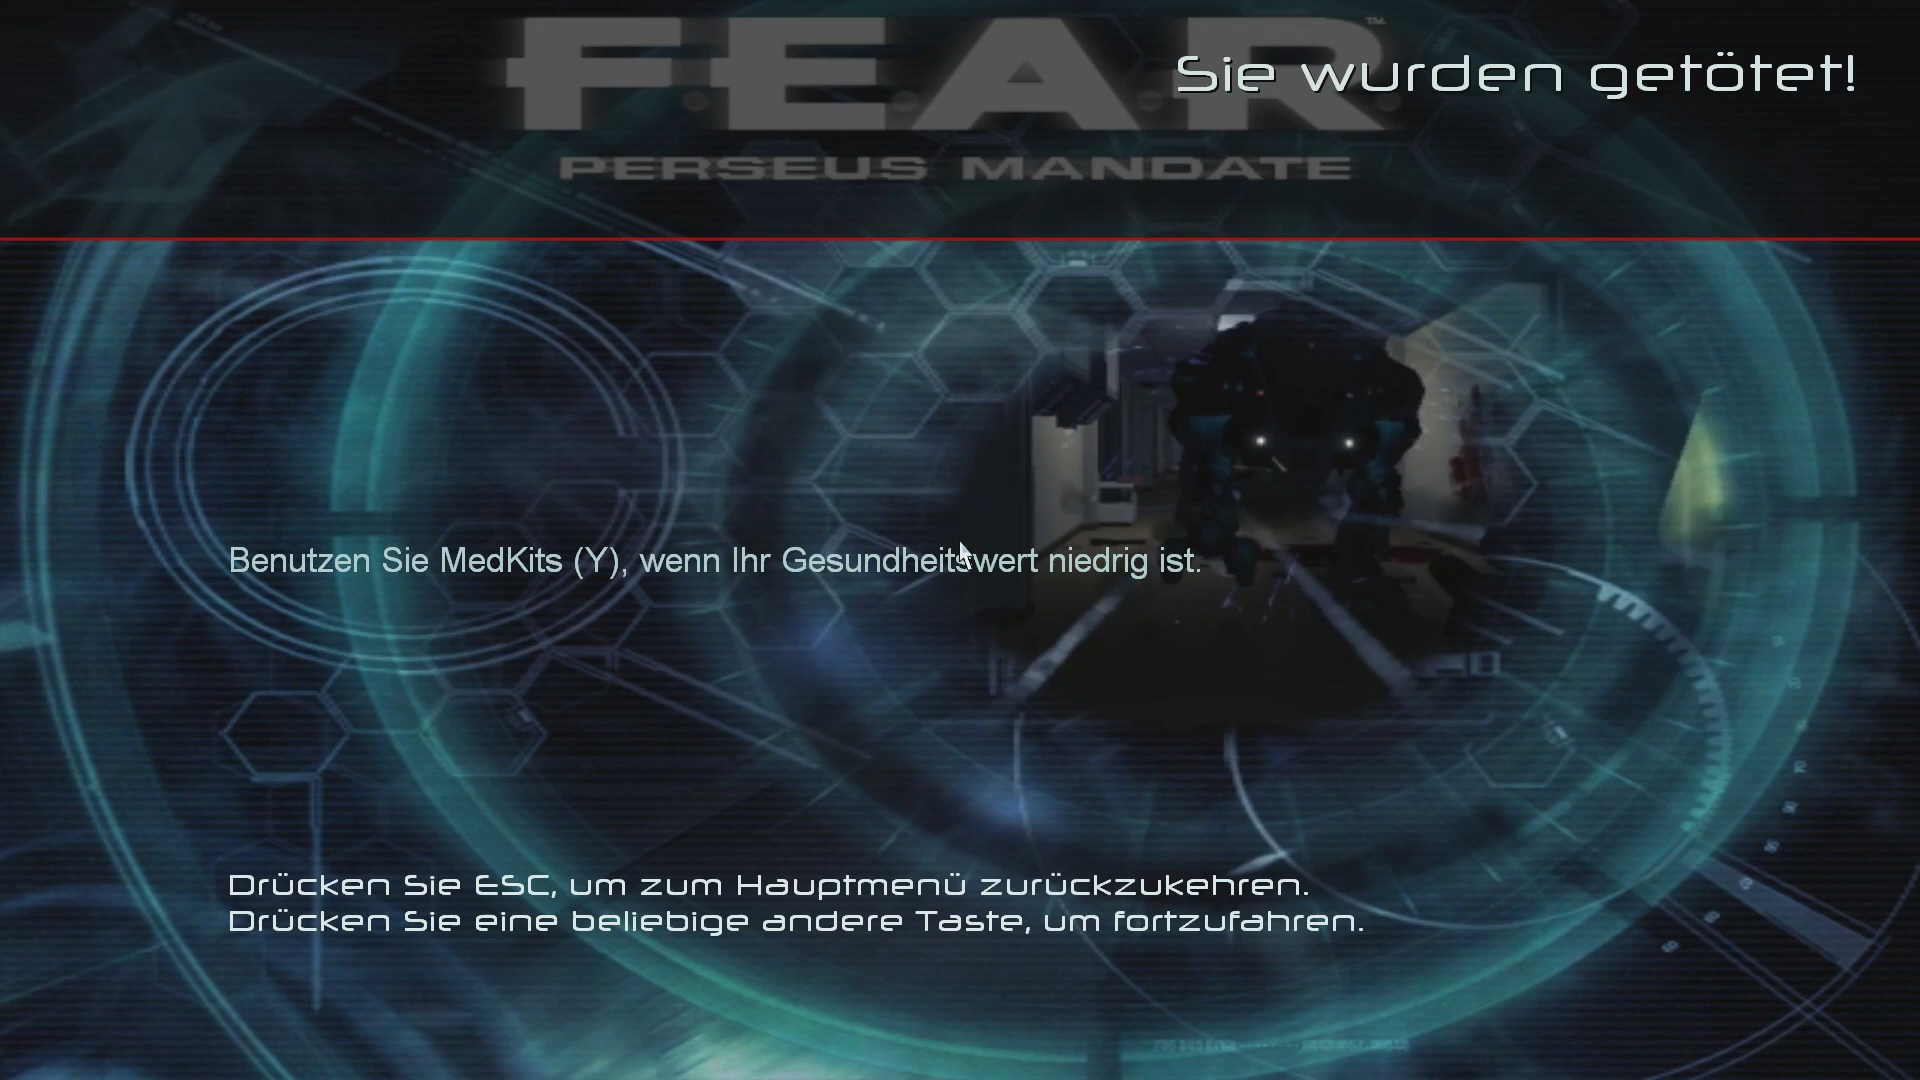 F.E.A.R.™
Sie wurden getötet!
PERSEUS MANDATE
Benutzen Sie MedKits (Y), wenn Ihr Gesundheitswert niedrig ist.
Drücken Sie ESC, um zum Hauptmenü zurückzukehren.
Drücken Sie eine beliebige andere Taste, um fortzufahren.